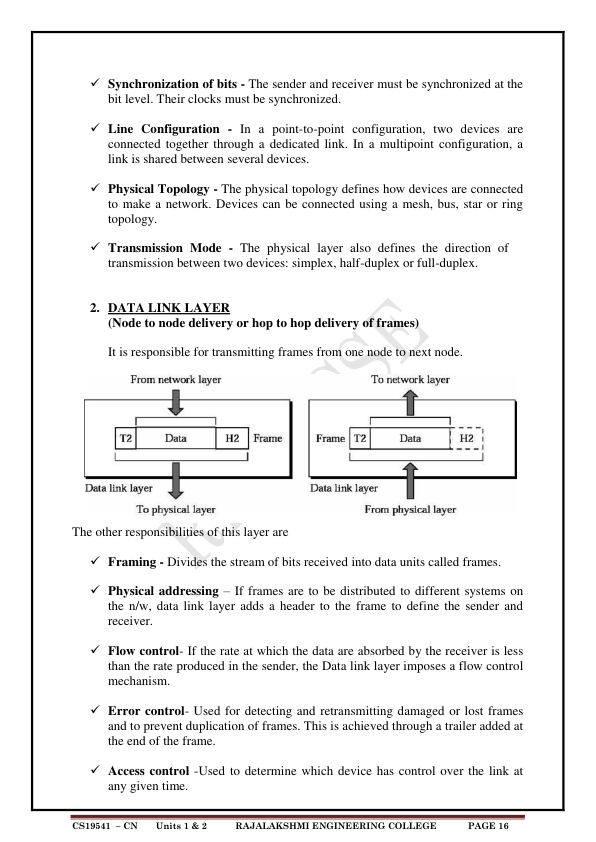 ✓ Synchronization of bits - The sender and receiver must be synchronized at the
bit level. Their clocks must be synchronized.
✓ Line Configuration - In a point-to-point configuration, two devices are
connected together through a dedicated link. In a multipoint configuration, a
link is shared between several devices.
✓ Physical Topology - The physical topology defines how devices are connected
to make a network. Devices can be connected using a mesh, bus, star or ring
topology.
✓ Transmission Mode - The physical layer also defines the direction of
transmission between two devices: simplex, half-duplex or full-duplex.
2. DATA LINK LAYER
(Node to node delivery or hop to hop delivery of frames)
It is responsible for transmitting frames from one node to next node.
From network layer
T2 Data H2 Frame
Data link layer
To physical layer
To network layer
Frame T2 Data H2
Data link layer
From physical layer
The other responsibilities of this layer are
✓ Framing - Divides the stream of bits received into data units called frames.
✓ Physical addressing – If frames are to be distributed to different systems on
the n/w, data link layer adds a header to the frame to define the sender and
receiver.
✓ Flow control- If the rate at which the data are absorbed by the receiver is less
than the rate produced in the sender, the Data link layer imposes a flow control
mechanism.
✓ Error control- Used for detecting and retransmitting damaged or lost frames
and to prevent duplication of frames. This is achieved through a trailer added at
the end of the frame.
✓ Access control -Used to determine which device has control over the link at
any given time.
CS19541 – CN Units 1 & 2 RAJALAKSHMI ENGINEERING COLLEGE PAGE 16